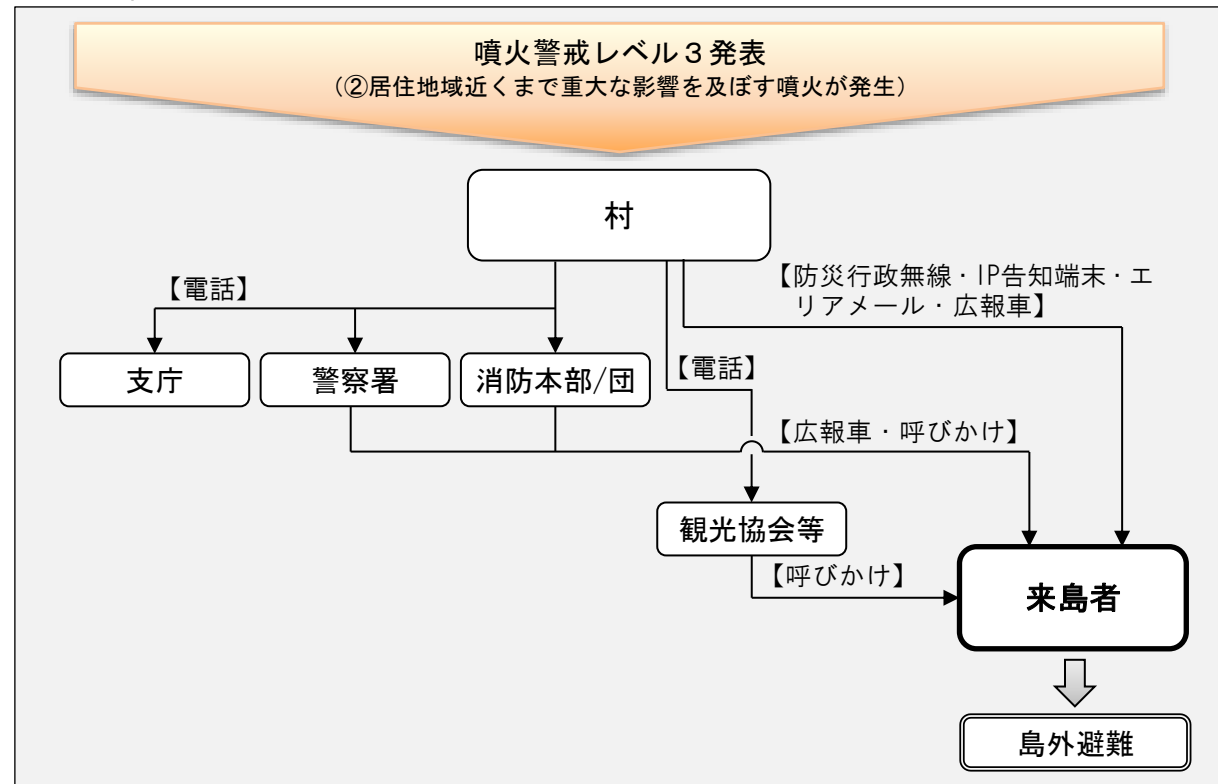 噴火警戒レベル３発表
（②居住地域近くまで重大な影響を及ぼす噴火が発生）
村
【防災行政無線・IP告知端末・エ
リアメール・広報車】
【電話】
支庁
警察署
消防本部/団
【電話】
【広報車・呼びかけ】
観光協会等
【呼びかけ】
来島者
島外避難